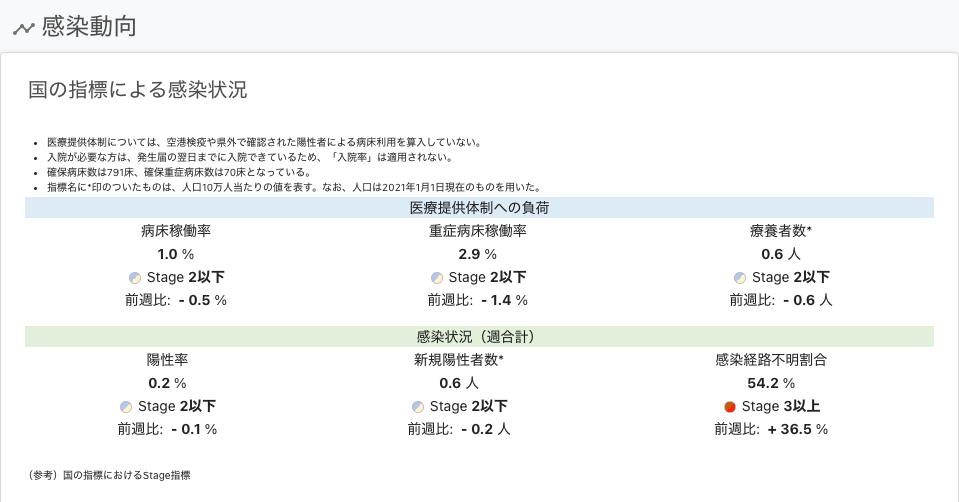 感染動向
国の指標による感染状況
医療提供体制については、空港検疫や県外で確認された陽性者による病床利用を算入していない。
入院が必要な方は、発生届の翌日までに入院できているため、「入院率」は適用されない。
確保病床数は791床、確保重症病床数は70床となっている。
指標名に*印のついたものは、人口10万人当たりの値を表す。なお、人口は2021年1月1日現在のものを用いた。
医療提供体制への負荷
病床稼働率 重症病床稼働率 療養者数*
1.0 % 2.9 % 0.6 人
Stage 2以下 Stage 2以下 Stage 2以下
前週比: - 0.5 % 前週比: - 1.4 % 前週比: - 0.6 人
感染状況（週合計）
陽性率 新規陽性者数* 感染経路不明割合
0.2 % 0.6 人 54.2 %
Stage 2以下 Stage 2以下 Stage 3以上
前週比: - 0.1 % 前週比: - 0.2 人 前週比: + 36.5 %
（参考）国の指標におけるStage指標